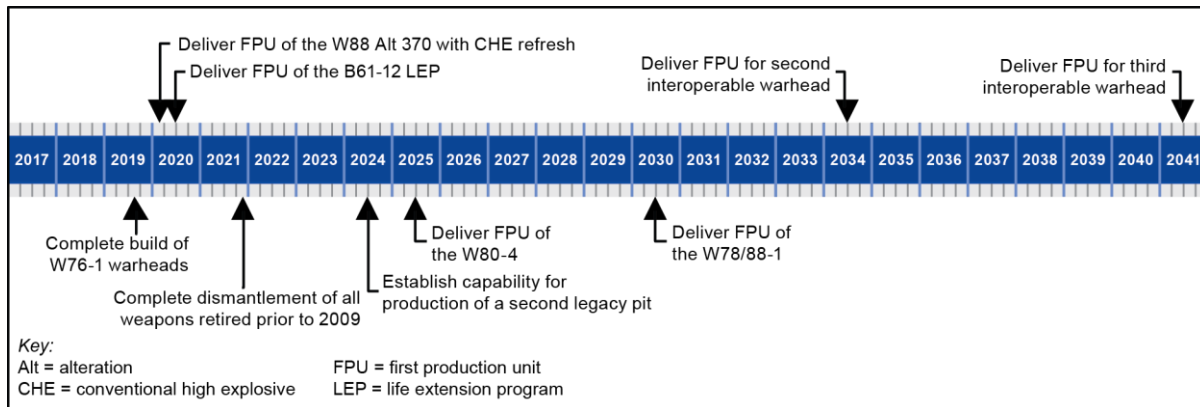 Deliver FPU of the W88 Alt 370 with CHE refresh
Deliver FPU of the B61-12 LEP
Deliver FPU for second
interoperable warhead
Deliver FPU for third
interoperable warhead
2017 2018 2019 2020 2021 2022 2023 2024 2025 2026 2027 2028 2029 2030 2031 2032 2033 2034 2035 2036 2037 2038 2039 2040 2041
Complete build of
W76-1 warheads
Complete dismantlement of all
weapons retired prior to 2009
Establish capability for
production of a second legacy pit
Deliver FPU of
the W80-4
Deliver FPU of
the W78/88-1
Key:
Alt = alteration
CHE = conventional high explosive
FPU = first production unit
LEP = life extension program